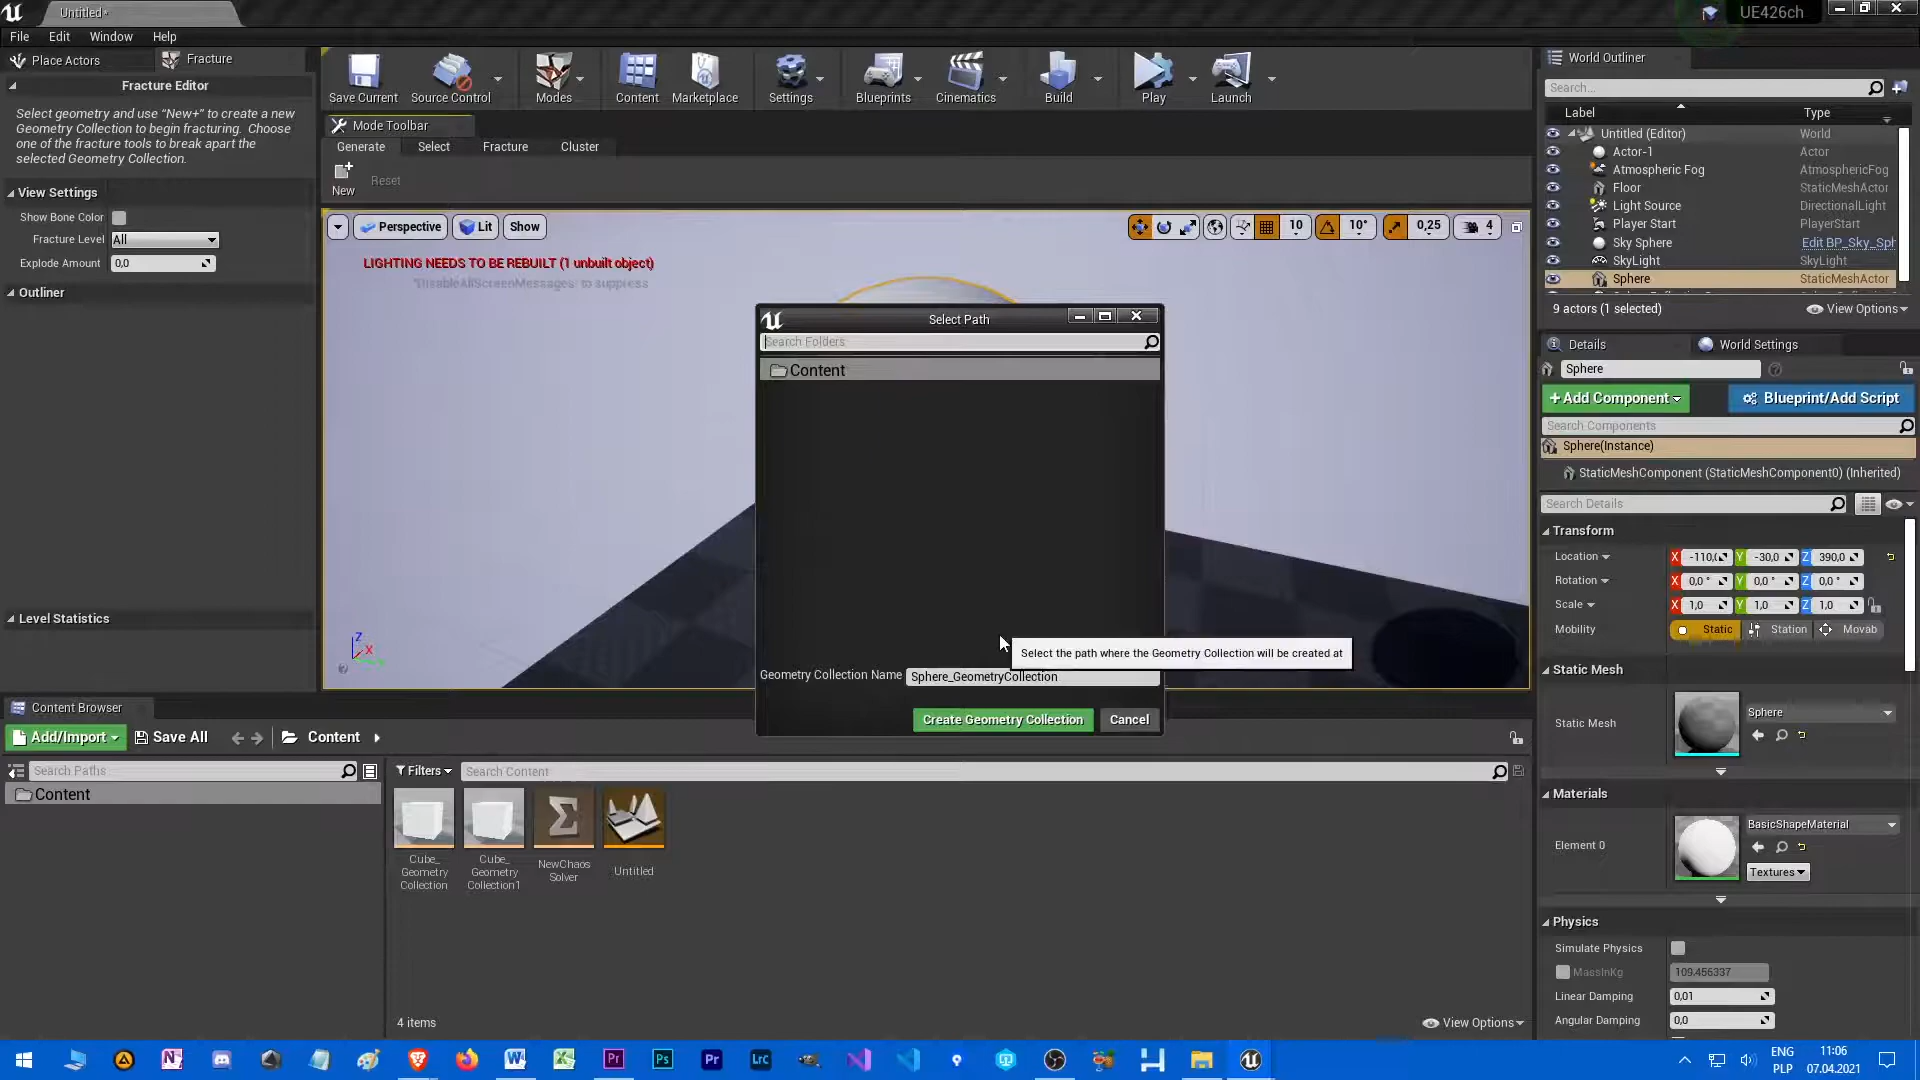 Untitled*
UE426ch
File Edit Window Help
Place Actors
Fracture
Fracture Editor
Select geometry and use "New+" to create a new
Geometry Collection to begin fracturing. Choose
one of the fracture tools to break apart the
selected Geometry Collection.
View Settings
Show Bone Color
Fracture Level All
Explode Amount 0,0
Outliner
Level Statistics
Save Current
Source Control
Modes
Content
Marketplace
Settings
Blueprints
Cinematics
Build
Play
Launch
Mode Toolbar
Generate Select Fracture Cluster
New
Reset
Perspective Lit Show
10 10° 0,25 4
LIGHTING NEEDS TO BE REBUILT (1 unbuilt object)
'DisableAllScreenMessages' to suppress
Z
X
Select Path
Search Folders
Content
Select the path where the Geometry Collection will be created at
Geometry Collection Name Sphere_GeometryCollection
Create Geometry Collection Cancel
World Outliner
Search...
Label Type
Untitled (Editor) World
Actor-1 Actor
Atmospheric Fog AtmosphericFog
Floor StaticMeshActor
Light Source DirectionalLight
Player Start PlayerStart
Sky Sphere Edit BP_Sky_Sph
SkyLight SkyLight
Sphere StaticMeshActor
9 actors (1 selected) View Options
Details World Settings
Sphere
+Add Component Blueprint/Add Script
Search Components
Sphere(Instance)
StaticMeshComponent (StaticMeshComponent0) (Inherited)
Search Details
Transform
Location X -110,0 Y -30,0 Z 390,0
Rotation X 0,0 ° Y 0,0 ° Z 0,0 °
Scale X 1,0 Y 1,0 Z 1,0
Mobility Static Station Movab
Static Mesh
Static Mesh Sphere
Materials
Element 0 BasicShapeMaterial
Textures
Physics
Simulate Physics
MassInKg 109.456337
Linear Damping 0,01
Angular Damping 0,0
Content Browser
Add/Import Save All Content
Search Paths
Content
Filters Search Content
Cube_
Geometry
Collection
Cube_
Geometry
Collection1
NewChaos
Solver
Untitled
4 items View Options
ENG
PLP
11:06
07.04.2021